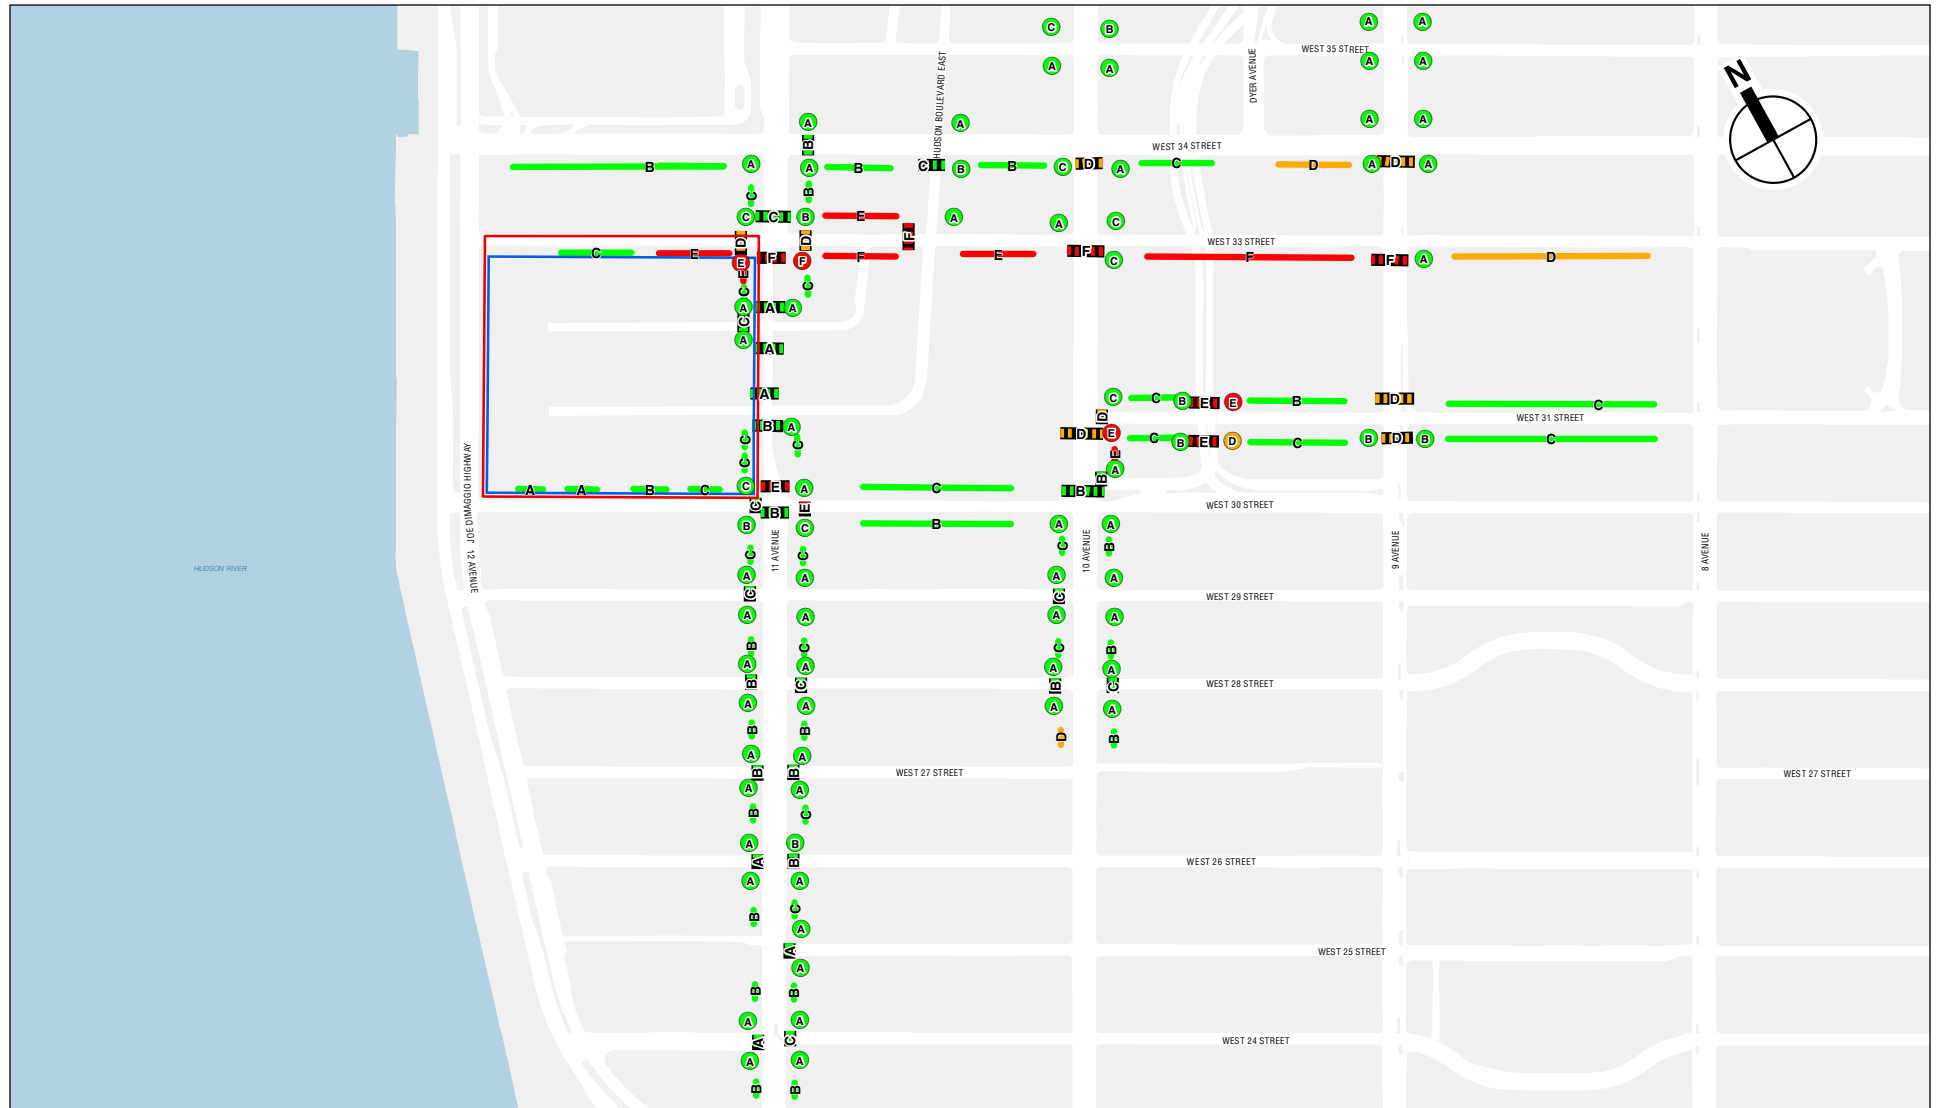 C
B
A
A
WEST 35 STREET
A
A
A
A
N
HUDSON BOULEVARD EAST
DYER AVENUE
A
A
A
A
B
WEST 34 STREET
B
A
A
B
C
B
B
C
D
A
C
D
A
D
A
C
B
C
C
B
E
A
A
C
F
D
D
WEST 33 STREET
C
E
E
F
F
F
E
F
C
F
F
A
D
E
C
C
A
A
A
C
A
A
A
C
C
B
E
E
B
D
C
WEST 31 STREET
D
B
A
D
E
C
B
E
D
C
B
D
B
C
C
C
C
E
A
B
A
A
B
C
C
E
A
C
B
WEST 30 STREET
C
B
E
B
C
B
A
A
JOE DIMAGGIO HIGHWAY
12 AVENUE
11 AVENUE
10 AVENUE
9 AVENUE
8 AVENUE
HUDSON RIVER
C
C
C
B
A
A
A
A
C
C
WEST 29 STREET
A
A
A
A
B
C
C
B
A
A
A
A
B
C
B
C
WEST 28 STREET
A
A
A
A
B
B
D
B
A
A
B
B
WEST 27 STREET
WEST 27 STREET
A
A
B
C
A
B
A
B
WEST 26 STREET
A
A
B
C
A
A
WEST 25 STREET
A
B
B
A
A
A
C
WEST 24 STREET
A
A
B
B